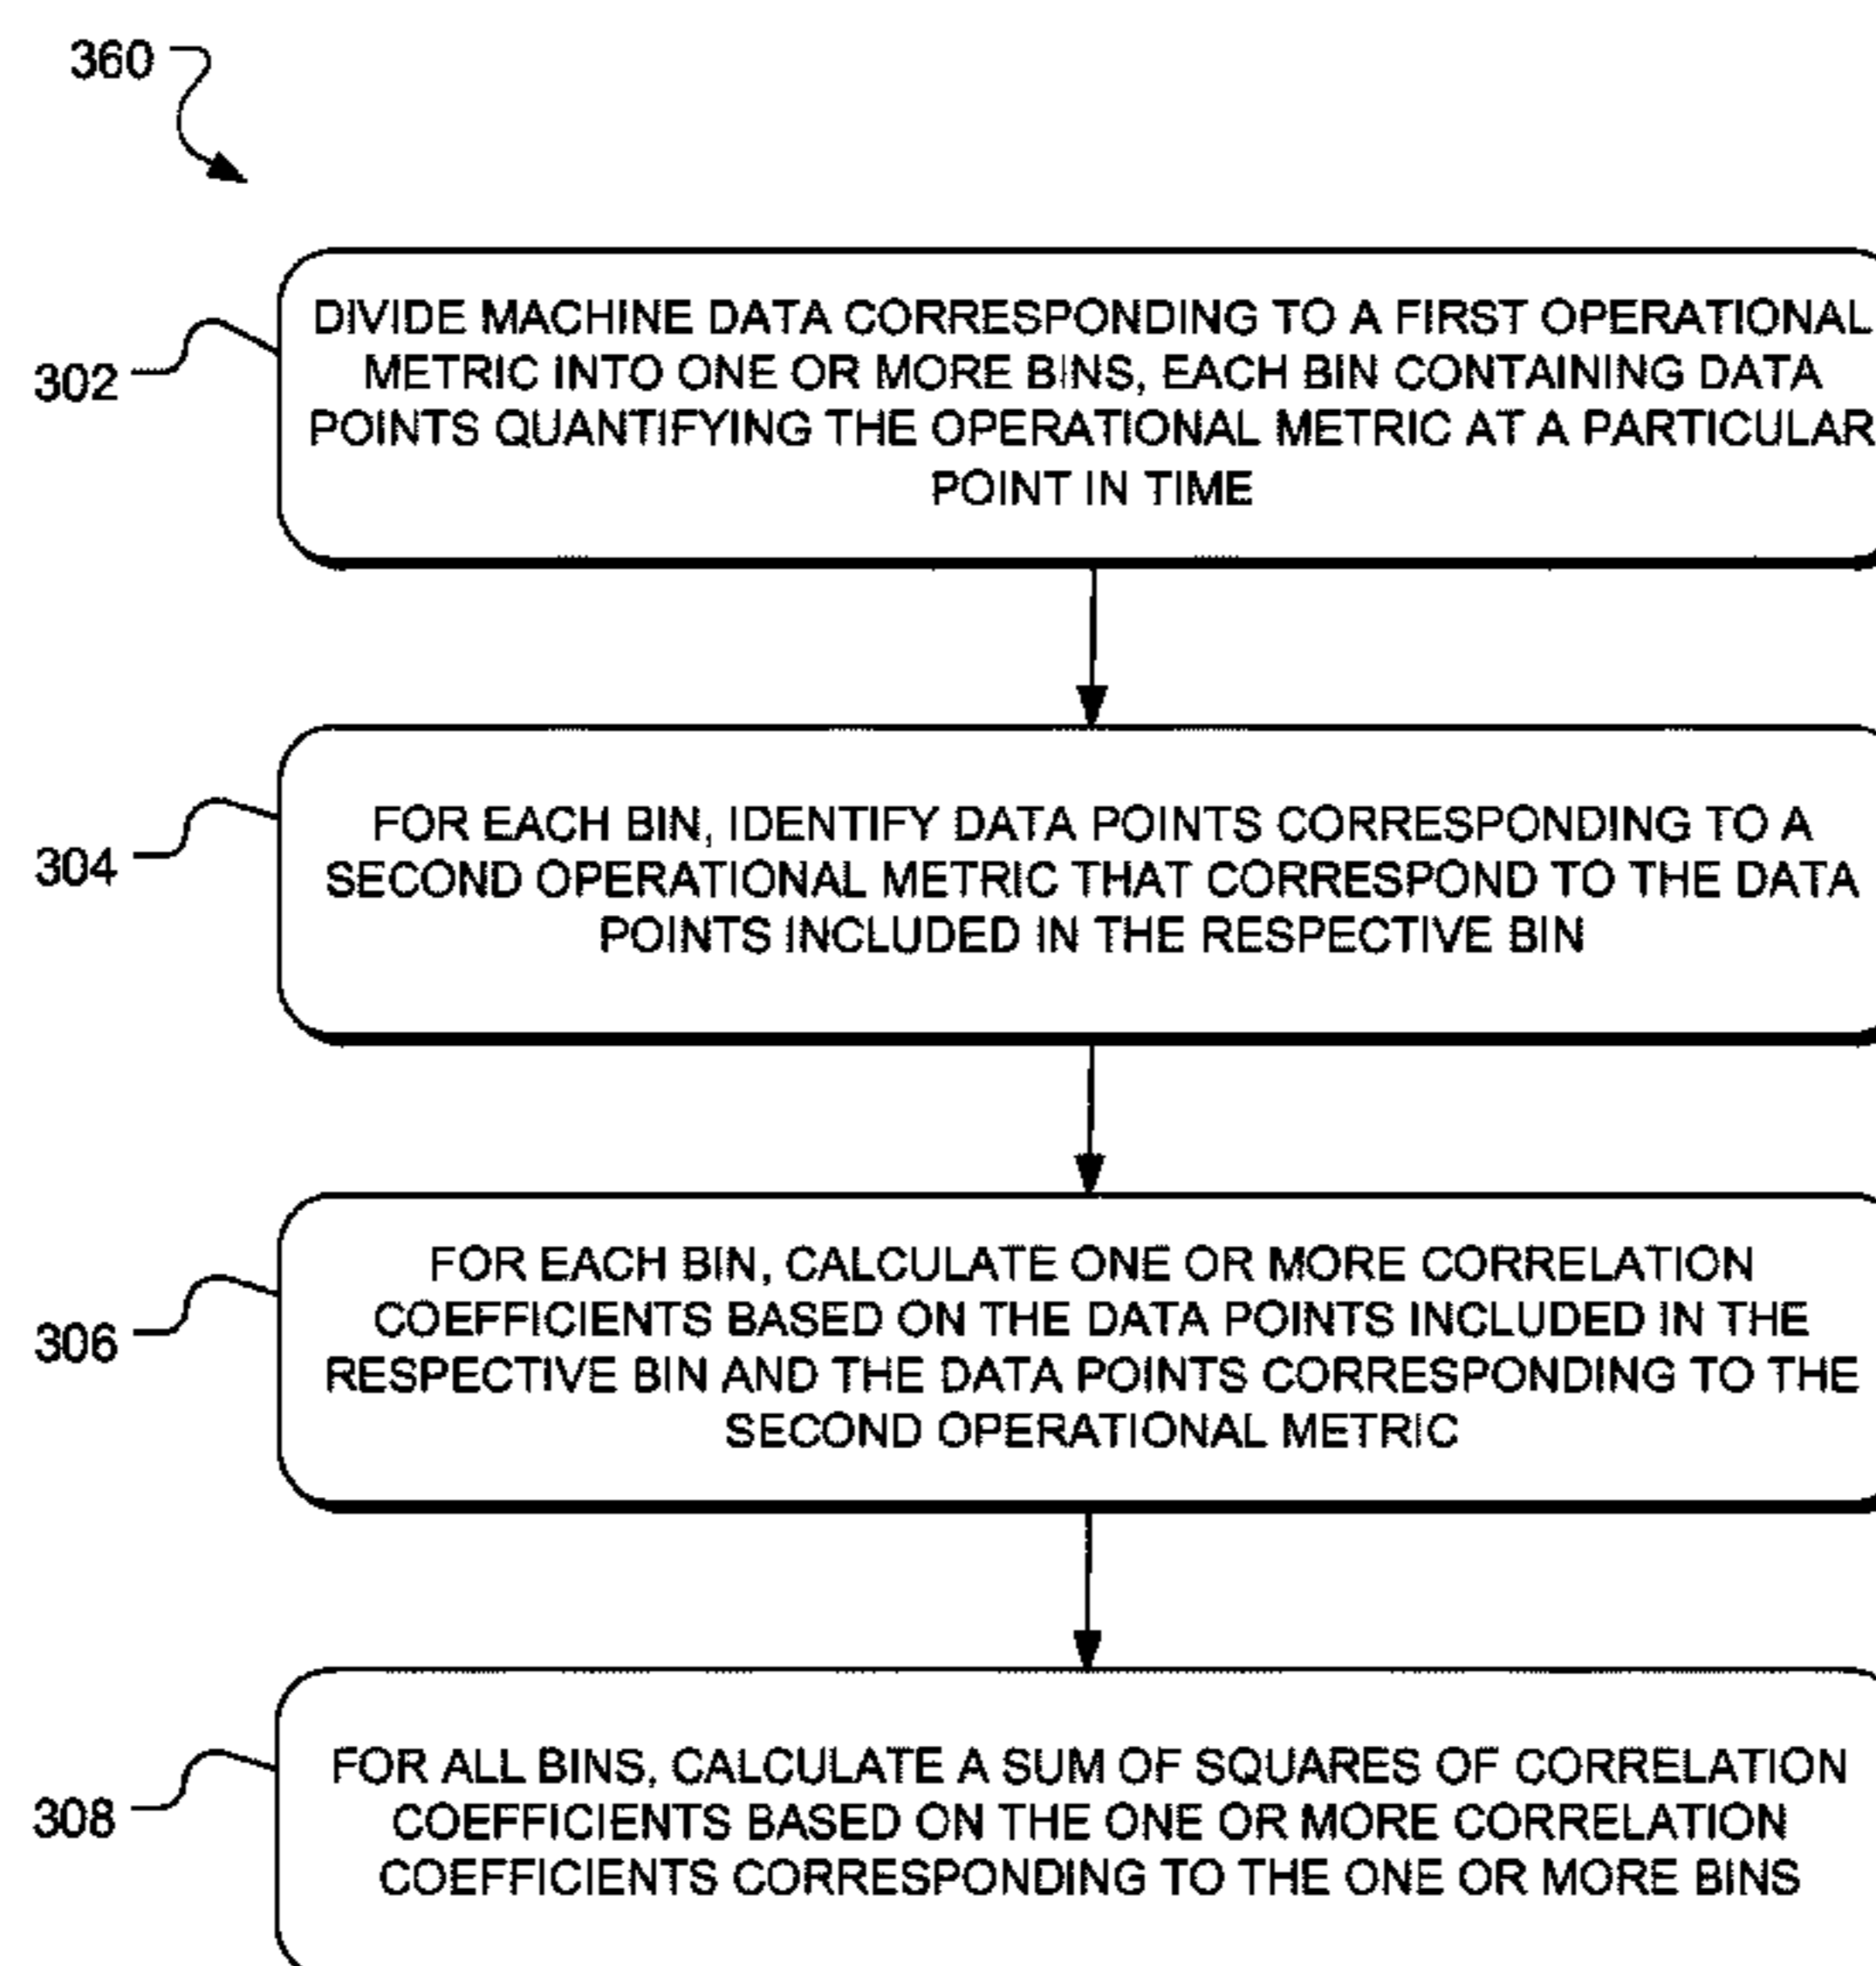 360
302
DIVIDE MACHINE DATA CORRESPONDING TO A FIRST OPERATIONAL
METRIC INTO ONE OR MORE BINS, EACH BIN CONTAINING DATA
POINTS QUANTIFYING THE OPERATIONAL METRIC AT A PARTICULAR
POINT IN TIME
304
FOR EACH BIN, IDENTIFY DATA POINTS CORRESPONDING TO A
SECOND OPERATIONAL METRIC THAT CORRESPOND TO THE DATA
POINTS INCLUDED IN THE RESPECTIVE BIN
306
FOR EACH BIN, CALCULATE ONE OR MORE CORRELATION
COEFFICIENTS BASED ON THE DATA POINTS INCLUDED IN THE
RESPECTIVE BIN AND THE DATA POINTS CORRESPONDING TO THE
SECOND OPERATIONAL METRIC
308
FOR ALL BINS, CALCULATE A SUM OF SQUARES OF CORRELATION
COEFFICIENTS BASED ON THE ONE OR MORE CORRELATION
COEFFICIENTS CORRESPONDING TO THE ONE OR MORE BINS